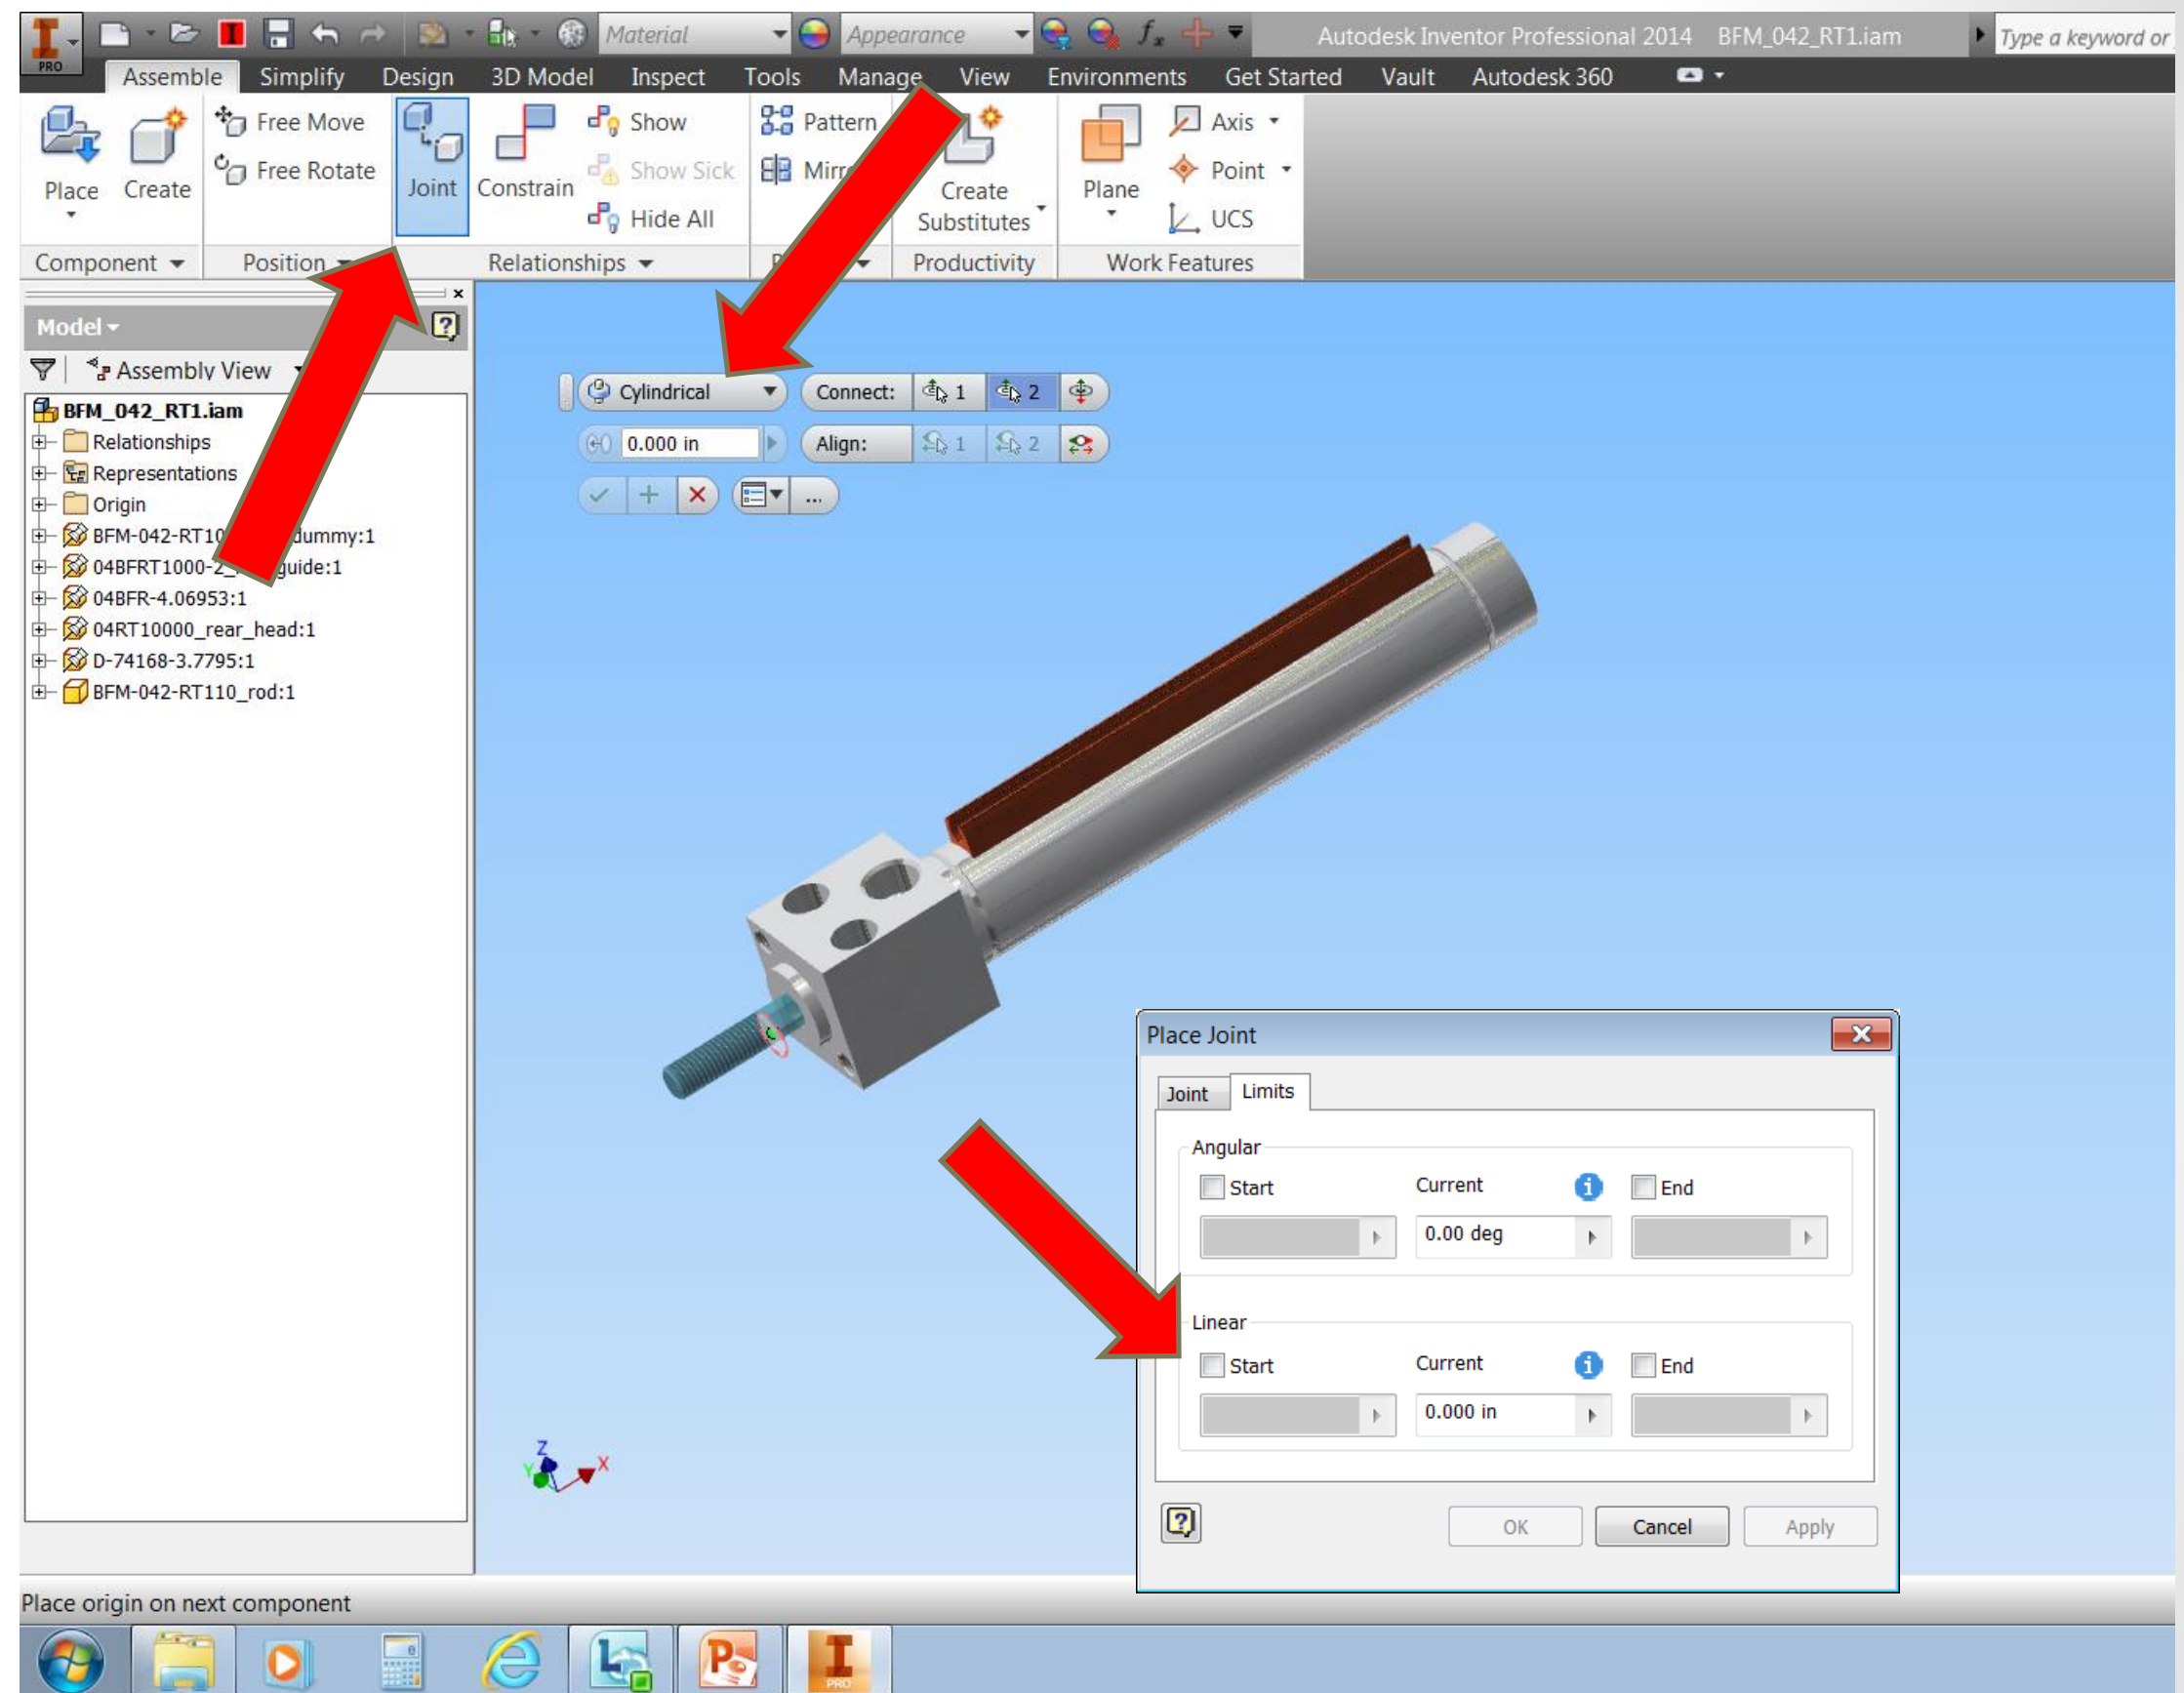 Material
Appearance
Autodesk Inventor Professional 2014 BFM_042_RT1.iam
Type a keyword or
PRO
Assemble Simplify Design 3D Model Inspect Tools Manage View Environments Get Started Vault Autodesk 360
Free Move
Show
Pattern
Axis
Free Rotate
Show Sick
Point
Place Create
Joint Constrain
Create
Substitutes
Plane
Hide All
UCS
Component Position Relationships Productivity Work Features
Model
Assembly View
BFM_042_RT1.iam
Relationships
Representations
Origin
BFM-042-RT10 dummy:1
04BFRT1000-2_ guide:1
04BFR-4.06953:1
04RT10000_rear_head:1
D-74168-3.7795:1
BFM-042-RT110_rod:1
Cylindrical Connect: 1 2
0.000 in Align: 1 2
...
Place Joint
Joint Limits
Angular
Start Current End
0.00 deg
Linear
Start Current End
0.000 in
OK Cancel Apply
Z
Y X
Place origin on next component
PRO